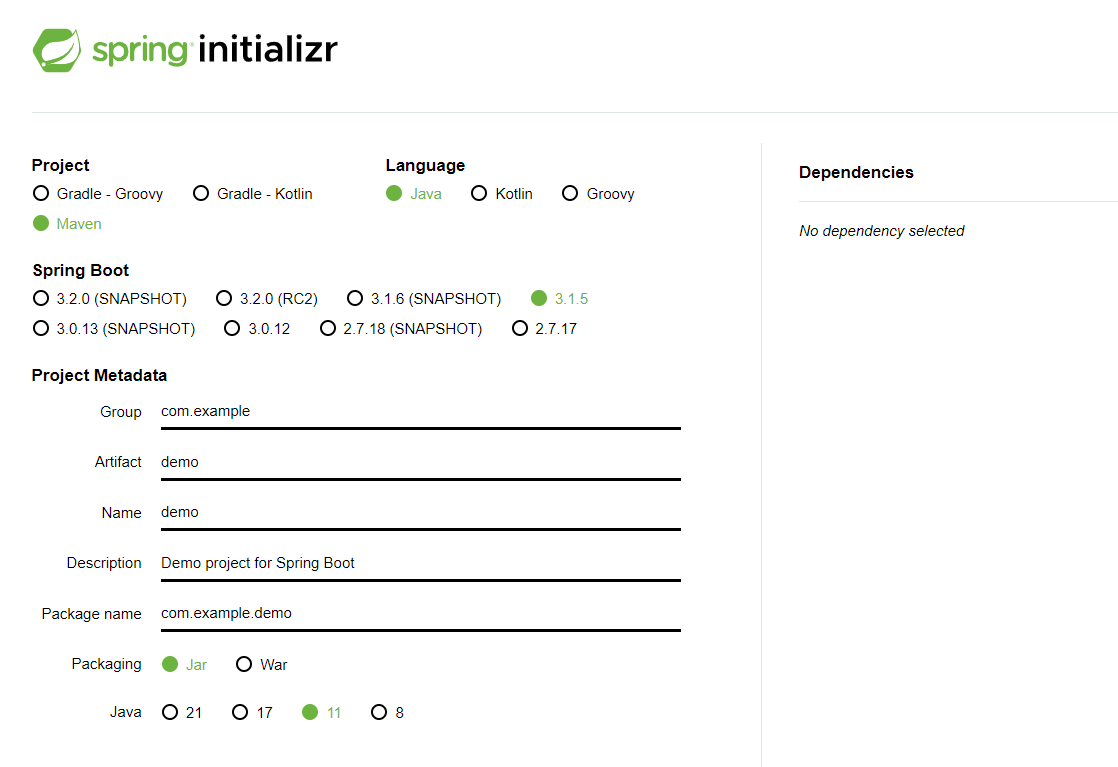 spring initializr
Project
Gradle - Groovy Gradle - Kotlin
Maven
Language
Java Kotlin Groovy
Spring Boot
3.2.0 (SNAPSHOT) 3.2.0 (RC2) 3.1.6 (SNAPSHOT) 3.1.5
3.0.13 (SNAPSHOT) 3.0.12 2.7.18 (SNAPSHOT) 2.7.17
Project Metadata
Group com.example
Artifact demo
Name demo
Description Demo project for Spring Boot
Package name com.example.demo
Packaging Jar War
Java 21 17 11 8
Dependencies
No dependency selected